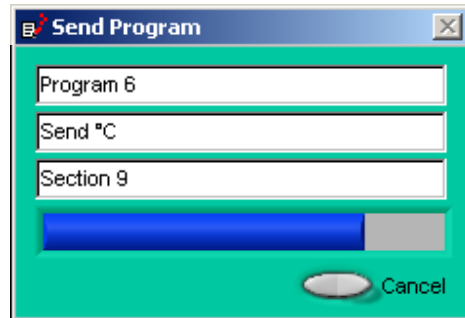 Send Program
Program 6
Send °C
Section 9
Cancel